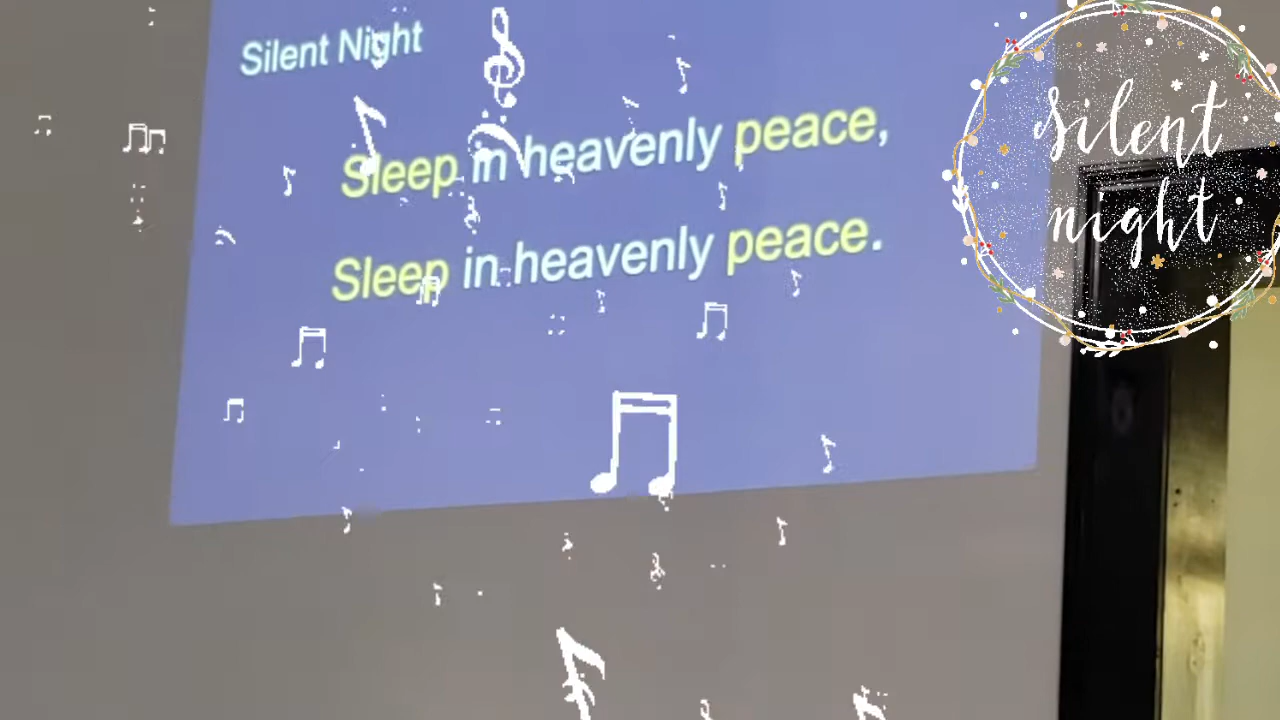 Silent Night
Sleep in heavenly peace,
Sleep in heavenly peace.
Silent
night